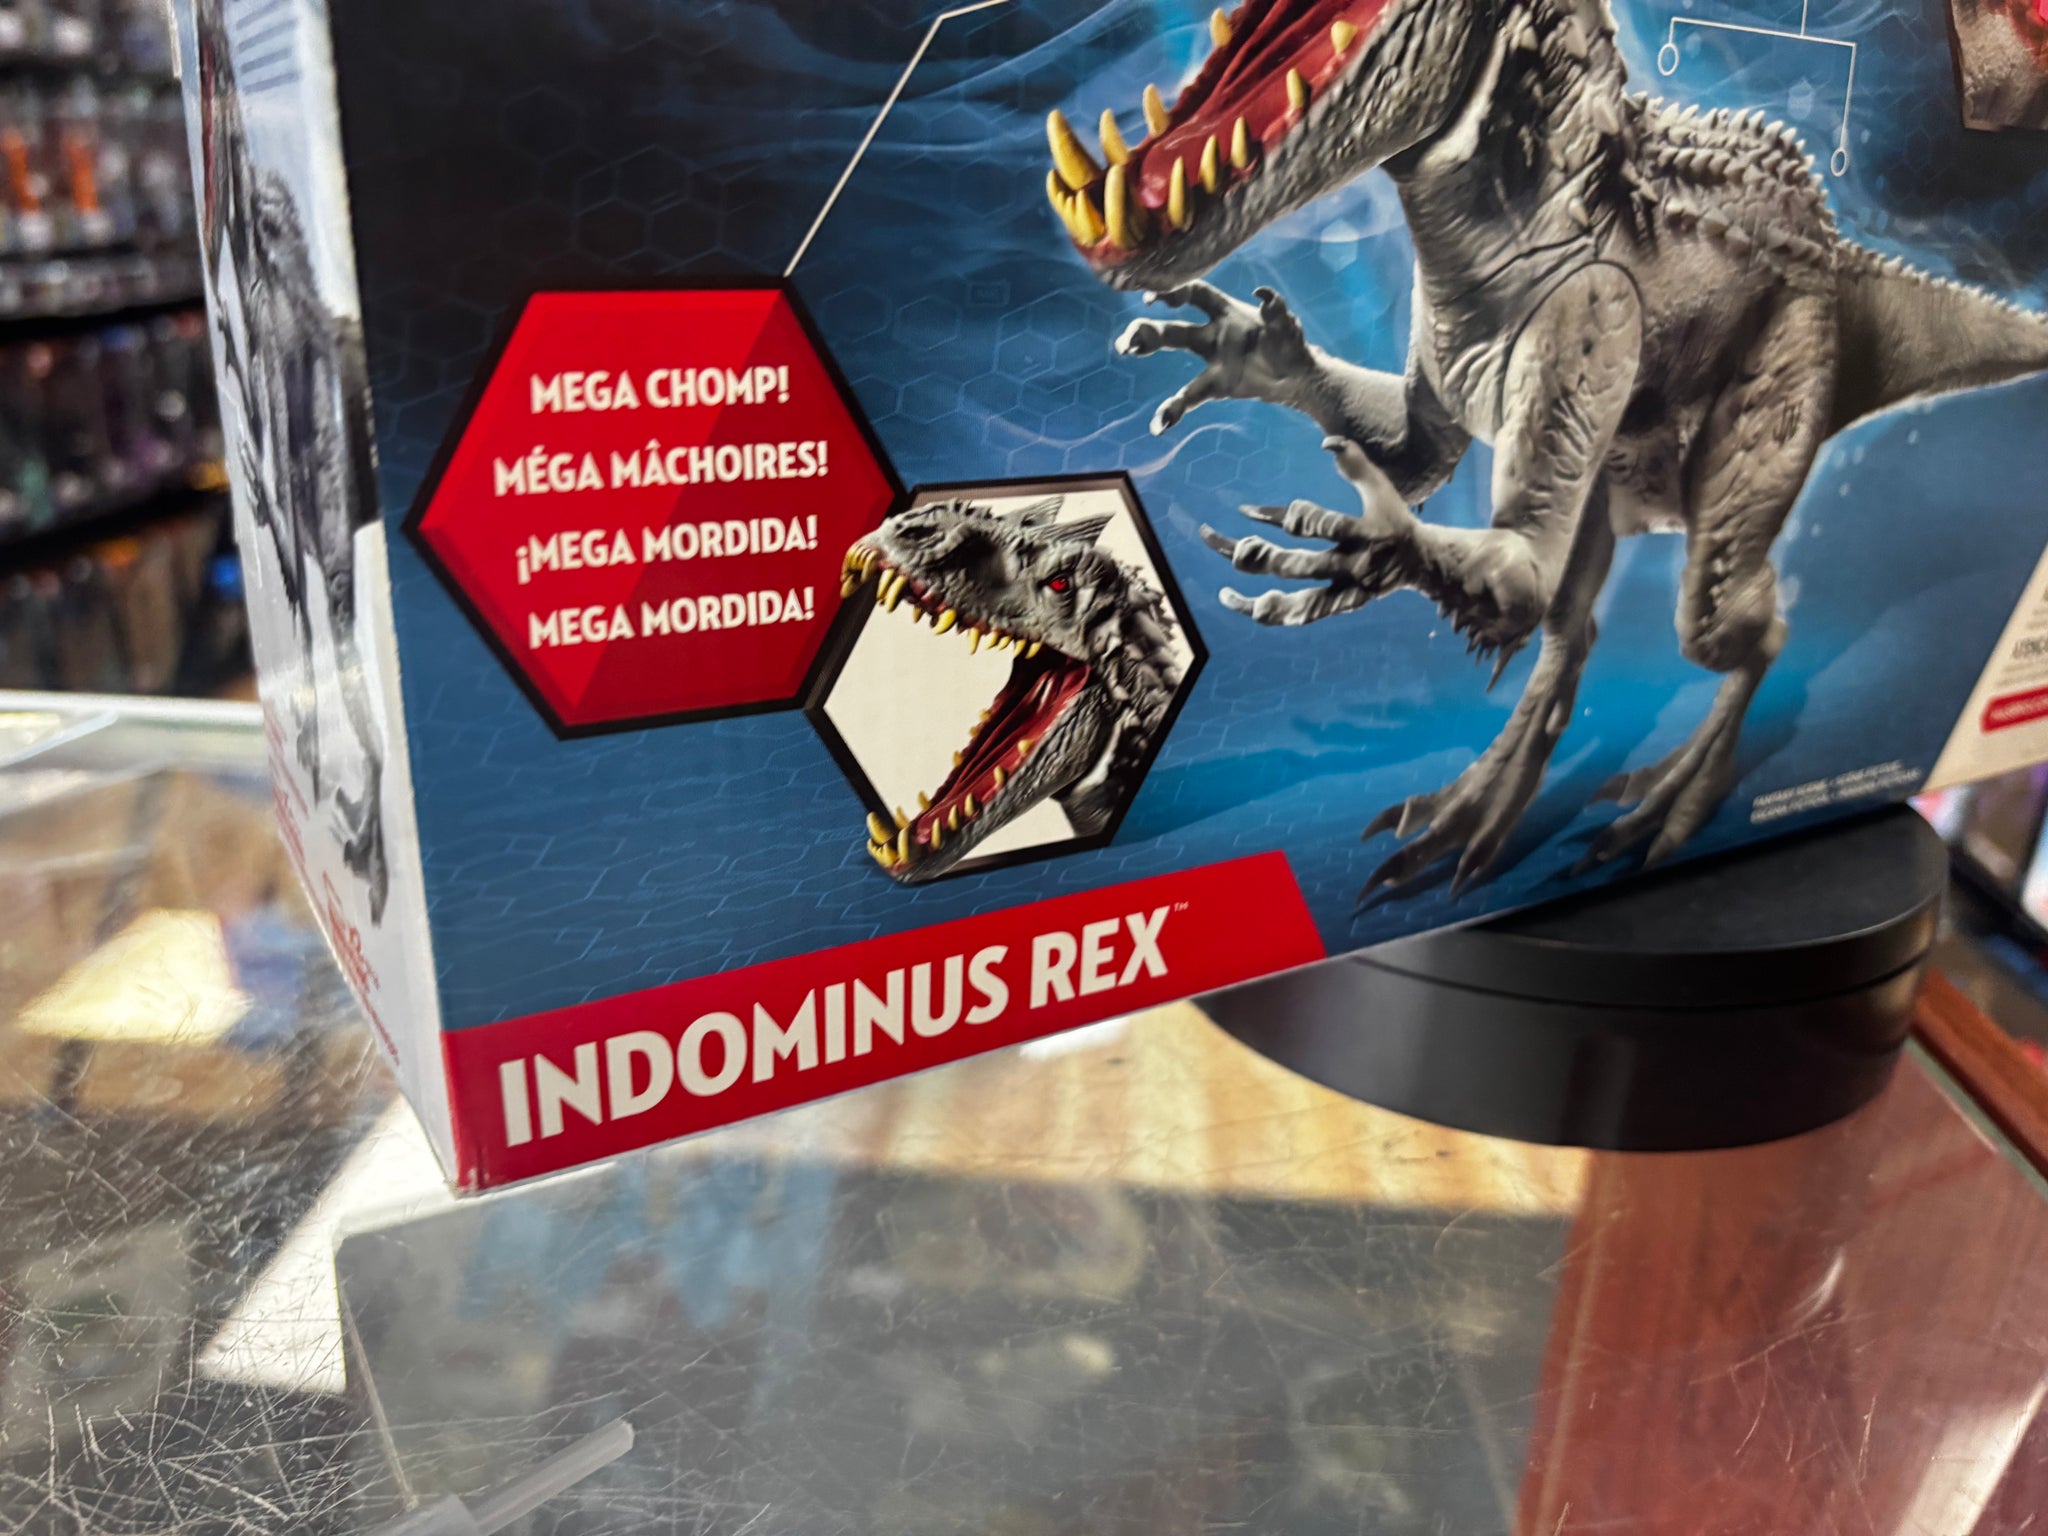 MEGA CHOMP!
MÉGA MÂCHOIRES!
¡MEGA MORDIDA!
MEGA MORDIDA!
INDOMINUS REX™